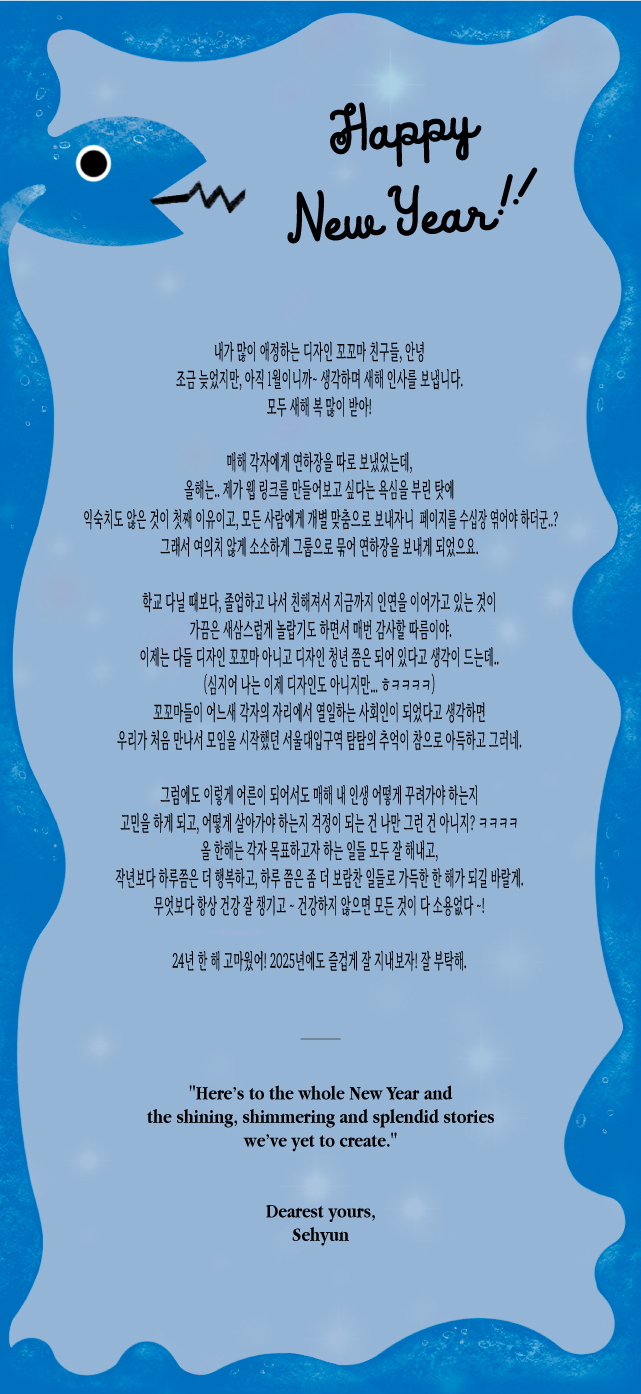 Happy
New Year!!
내가 많이 애정하는 디자인 꼬꼬마 친구들, 안녕
조금 늦었지만, 아직 1월이니까~ 생각하며 새해 인사를 보냅니다.
모두 새해 복 많이 받아!
매해 각자에게 연하장을 따로 보냈었는데,
올해는.. 제가 웹 링크를 만들어보고 싶다는 욕심을 부린 탓에
익숙치도 않은 것이 첫째 이유이고, 모든 사람에게 개별 맞춤으로 보내자니 페이지를 수십장 엮어야 하더군..?
그래서 여의치 않게 소소하게 그룹으로 묶어 연하장을 보내게 되었으요.
학교 다닐 때보다, 졸업하고 나서 친해져서 지금까지 인연을 이어가고 있는 것이
가끔은 새삼스럽게 놀랍기도 하면서 매번 감사할 따름이야.
이제는 다들 디자인 꼬꼬마 아니고 디자인 청년 쯤은 되어 있다고 생각이 드는데..
(심지어 나는 이제 디자인도 아니지만... ㅎㅋㅋㅋㅋ)
꼬꼬마들이 어느새 각자의 자리에서 열일하는 사회인이 되었다고 생각하면
우리가 처음 만나서 모임을 시작했던 서울대입구역 탐탐의 추억이 참으로 아득하고 그러네.
그럼에도 이렇게 어른이 되어서도 매해 내 인생 어떻게 꾸려가야 하는지
고민을 하게 되고, 어떻게 살아가야 하는지 걱정이 되는 건 나만 그런 건 아니지? ㅋㅋㅋㅋ
올 한해는 각자 목표하고자 하는 일들 모두 잘 해내고,
작년보다 하루쯤은 더 행복하고, 하루 쯤은 좀 더 보람찬 일들로 가득한 한 해가 되길 바랄게.
무엇보다 항상 건강 잘 챙기고 ~ 건강하지 않으면 모든 것이 다 소용없다 ~!
24년 한 해 고마웠어! 2025년에도 즐겁게 잘 지내보자! 잘 부탁해.
"Here's to the whole New Year and
the shining, shimmering and splendid stories
we've yet to create."
Dearest yours,
Sehyun